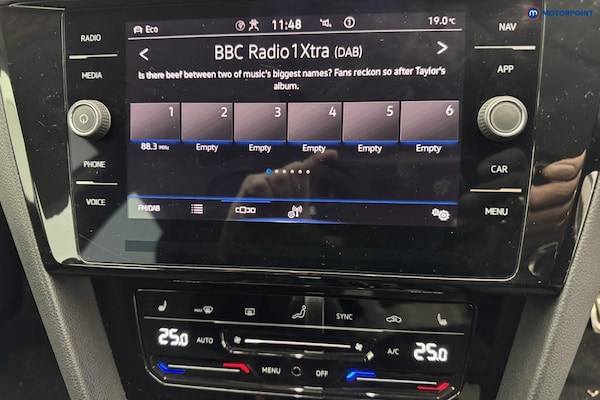 MOTORPOINT
Eco 11:48 19.0°C
RADIO
NAV
BBC Radio1Xtra (DAB)
Is there beef between two of music's biggest names? Fans reckon so after Taylor's
album.
MEDIA
APP
1 2 3 4 5 6
88.3 MHz Empty Empty Empty Empty Empty
PHONE
CAR
VOICE
MENU
FM/DAB
MAX SYNC
25.0 AUTO A/C 25.0
MENU OFF